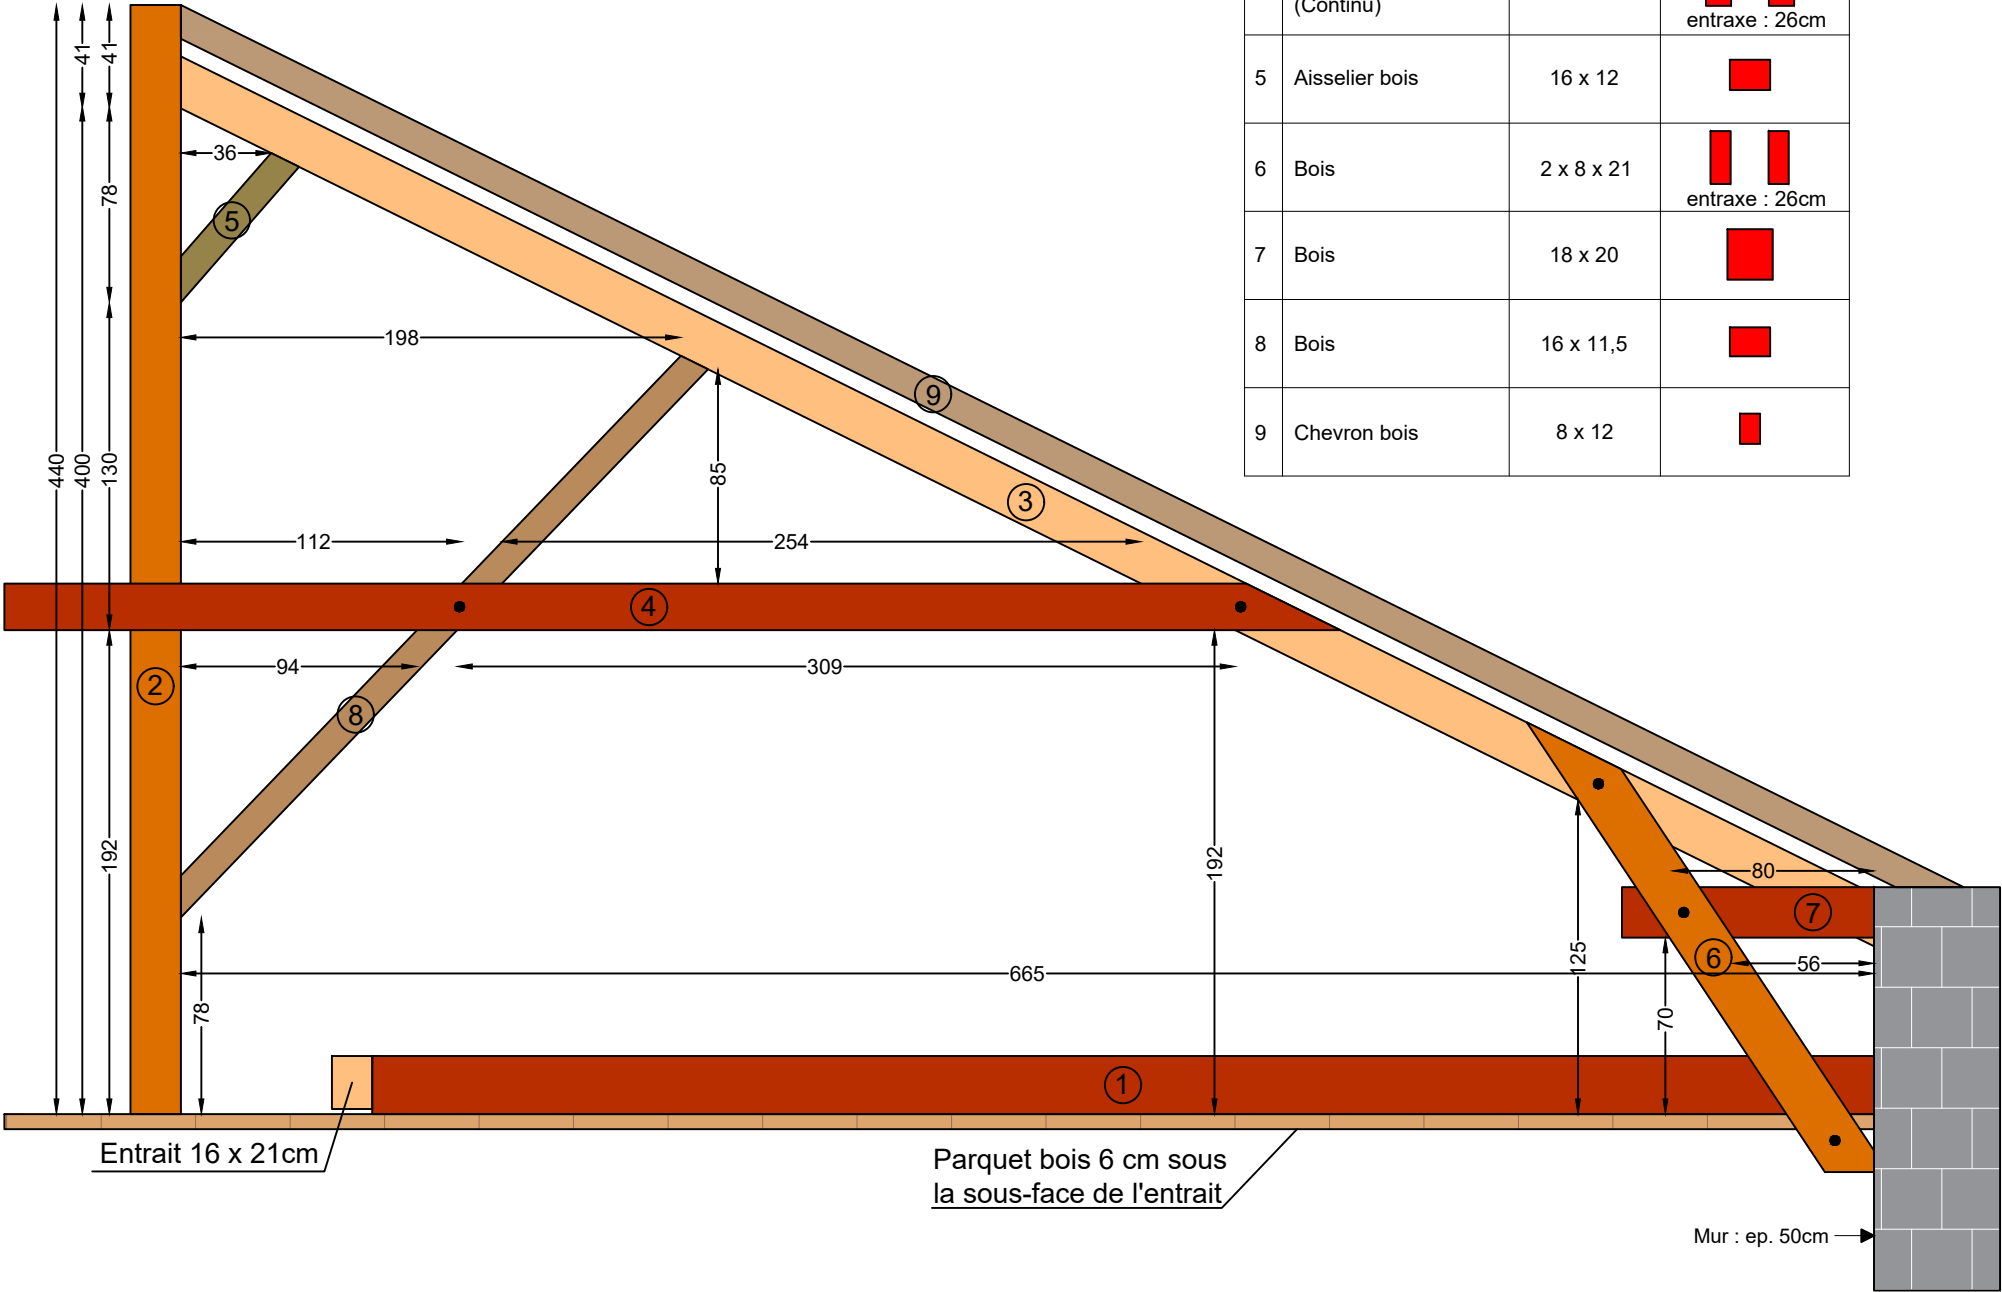 (Continu)
entraxe : 26cm
5 Aisselier bois 16 x 12
6 Bois 2 x 8 x 21
entraxe : 26cm
7 Bois 18 x 20
8 Bois 16 x 11,5
9 Chevron bois 8 x 12
41
41
36
78
5
198
9
440
400
130
85
3
112
254
4
94
309
2
8
192
192
80
7
125
6
56
665
78
70
1
Entrait 16 x 21cm
Parquet bois 6 cm sous
la sous-face de l'entrait
Mur : ep. 50cm